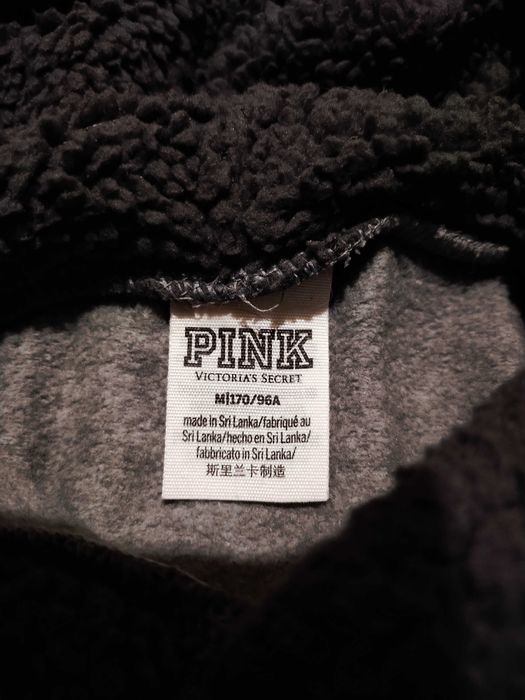 PINK
VICTORIA'S SECRET
M|170/96A
made in Sri Lanka/fabriqué au
Sri Lanka/hecho en Sri Lanka/
fabbricato in Sri Lanka/
斯里兰卡制造